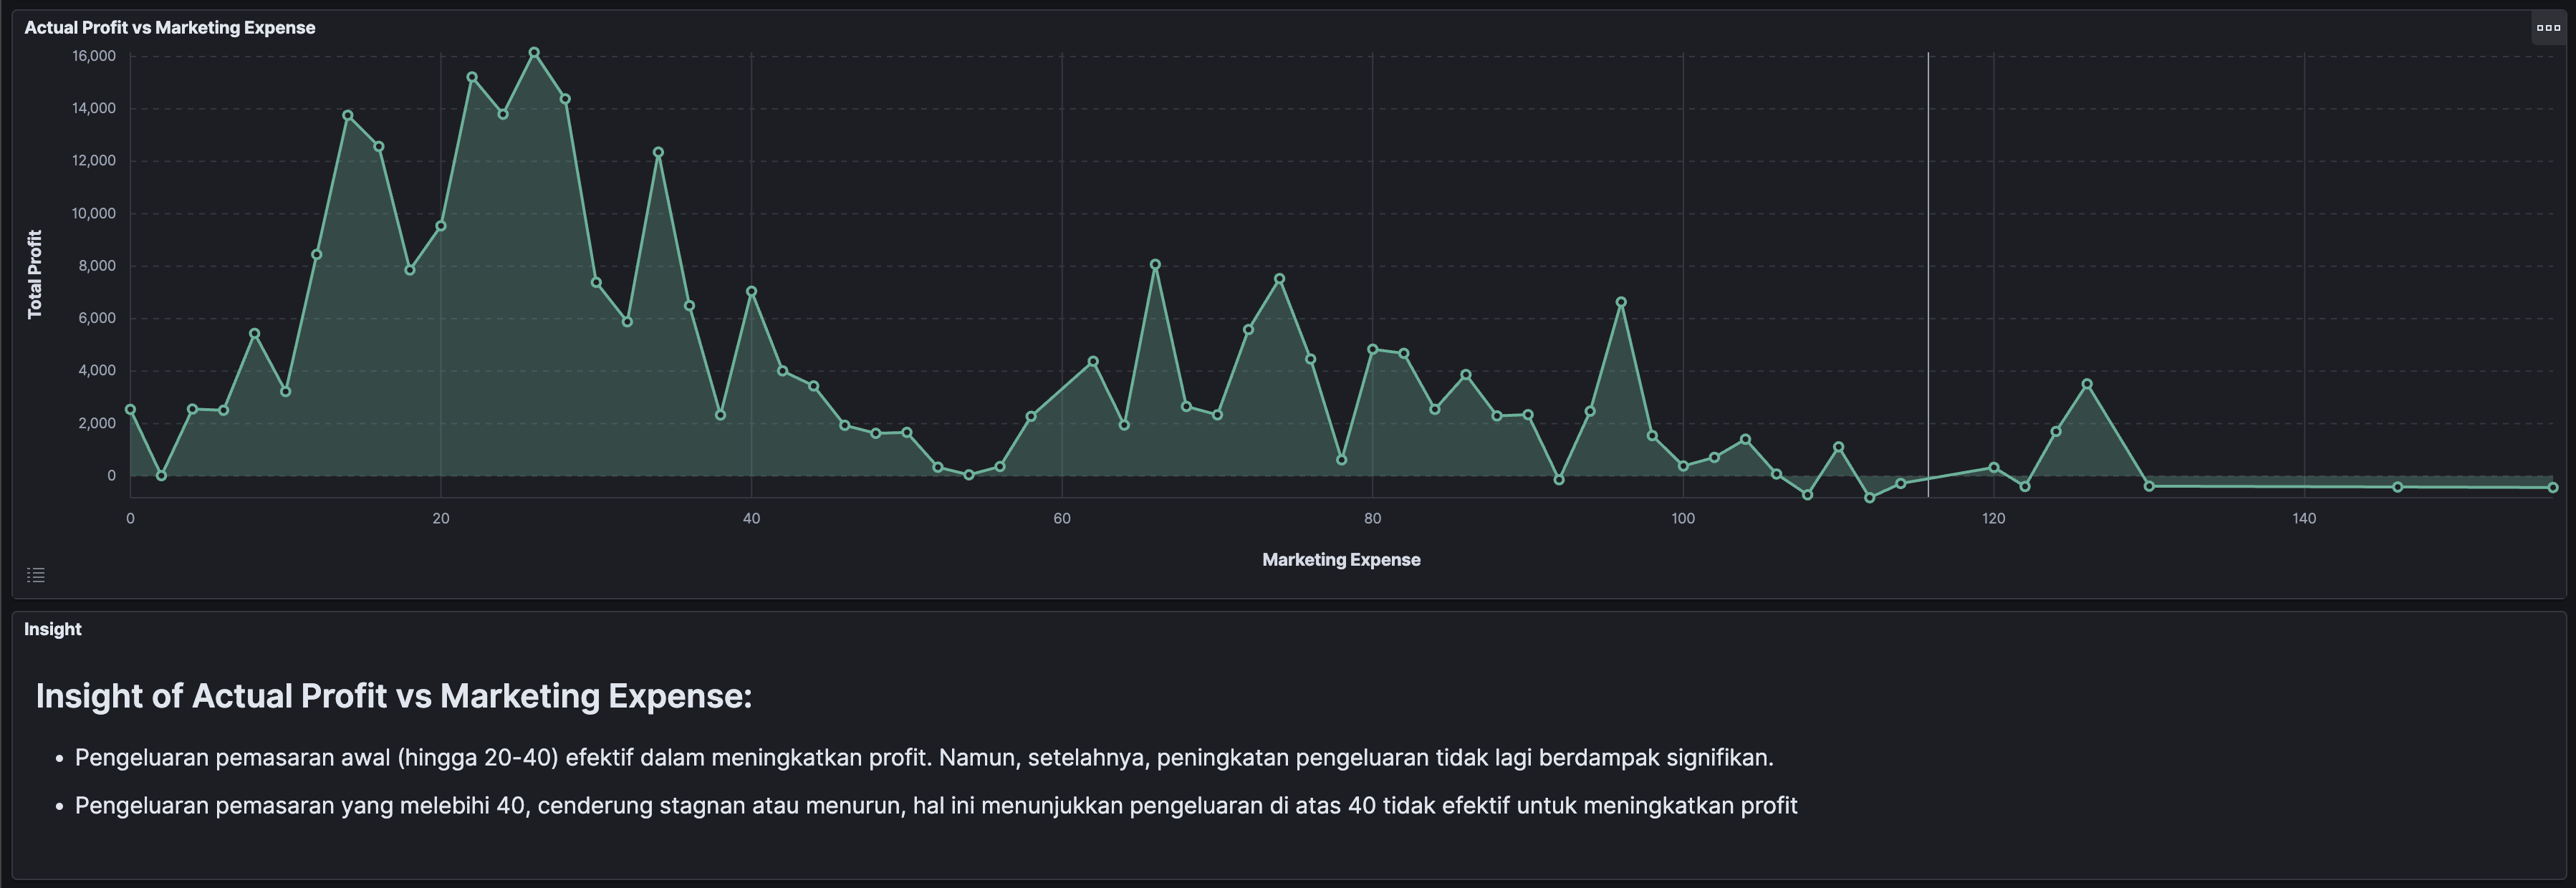 Actual Profit vs Marketing Expense
16,000
14,000
12,000
10,000
8,000
6,000
4,000
2,000
0
Total Profit
0 20 40 60 80 100 120 140
Marketing Expense
Insight
Insight of Actual Profit vs Marketing Expense:
• Pengeluaran pemasaran awal (hingga 20-40) efektif dalam meningkatkan profit. Namun, setelahnya, peningkatan pengeluaran tidak lagi berdampak signifikan.
• Pengeluaran pemasaran yang melebihi 40, cenderung stagnan atau menurun, hal ini menunjukkan pengeluaran di atas 40 tidak efektif untuk meningkatkan profit